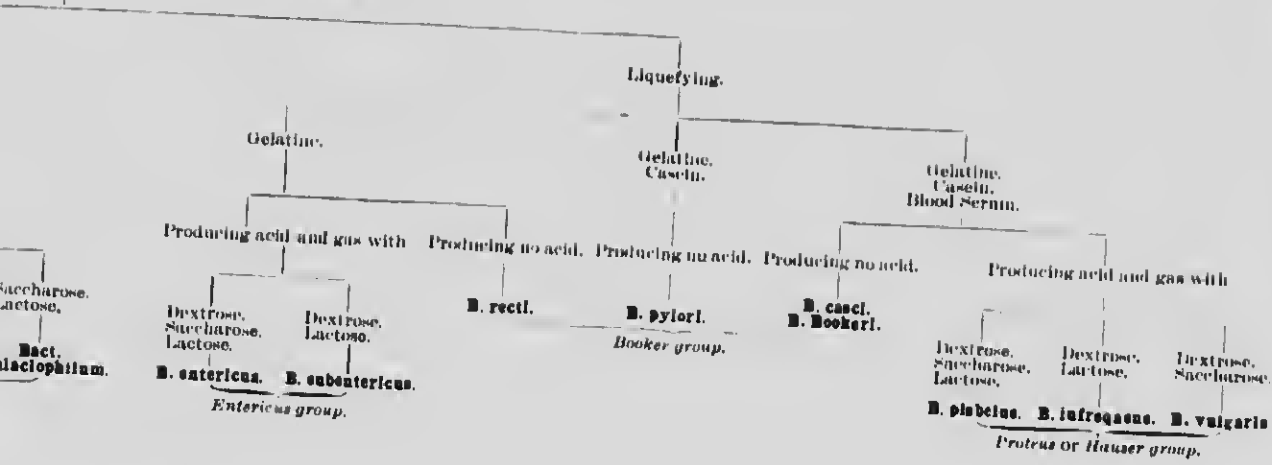 Liquefying.
Gelatine.
Gelatine.
Casein.
Gelatine.
Casein.
Blood Serum.
Producing acid and gas with
Producing no acid.
Producing no acid.
Producing no acid.
Producing acid and gas with
Saccharose.
Lactose.
Dextrose.
Saccharose.
Lactose.
Dextrose.
Lactose.
B. recti.
B. pylori.
B. casei.
B. Bookeri.
Booker group.
Dextrose.
Saccharose.
Lactose.
Dextrose.
Lactose.
Dextrose.
Saccharose.
Bact.
B. entericus.
B. subentericus.
Entericus group.
B. plebeius.
B. infrequens.
B. vulgaris
Proteus or Hauser group.